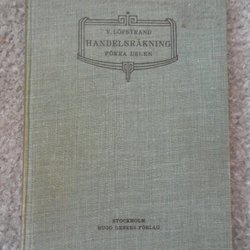 V. LÖFSTRAND
HANDELSRÄKNING
FÖRRA DELEN
STOCKHOLM
HUGO GEBERS FÖRLAG